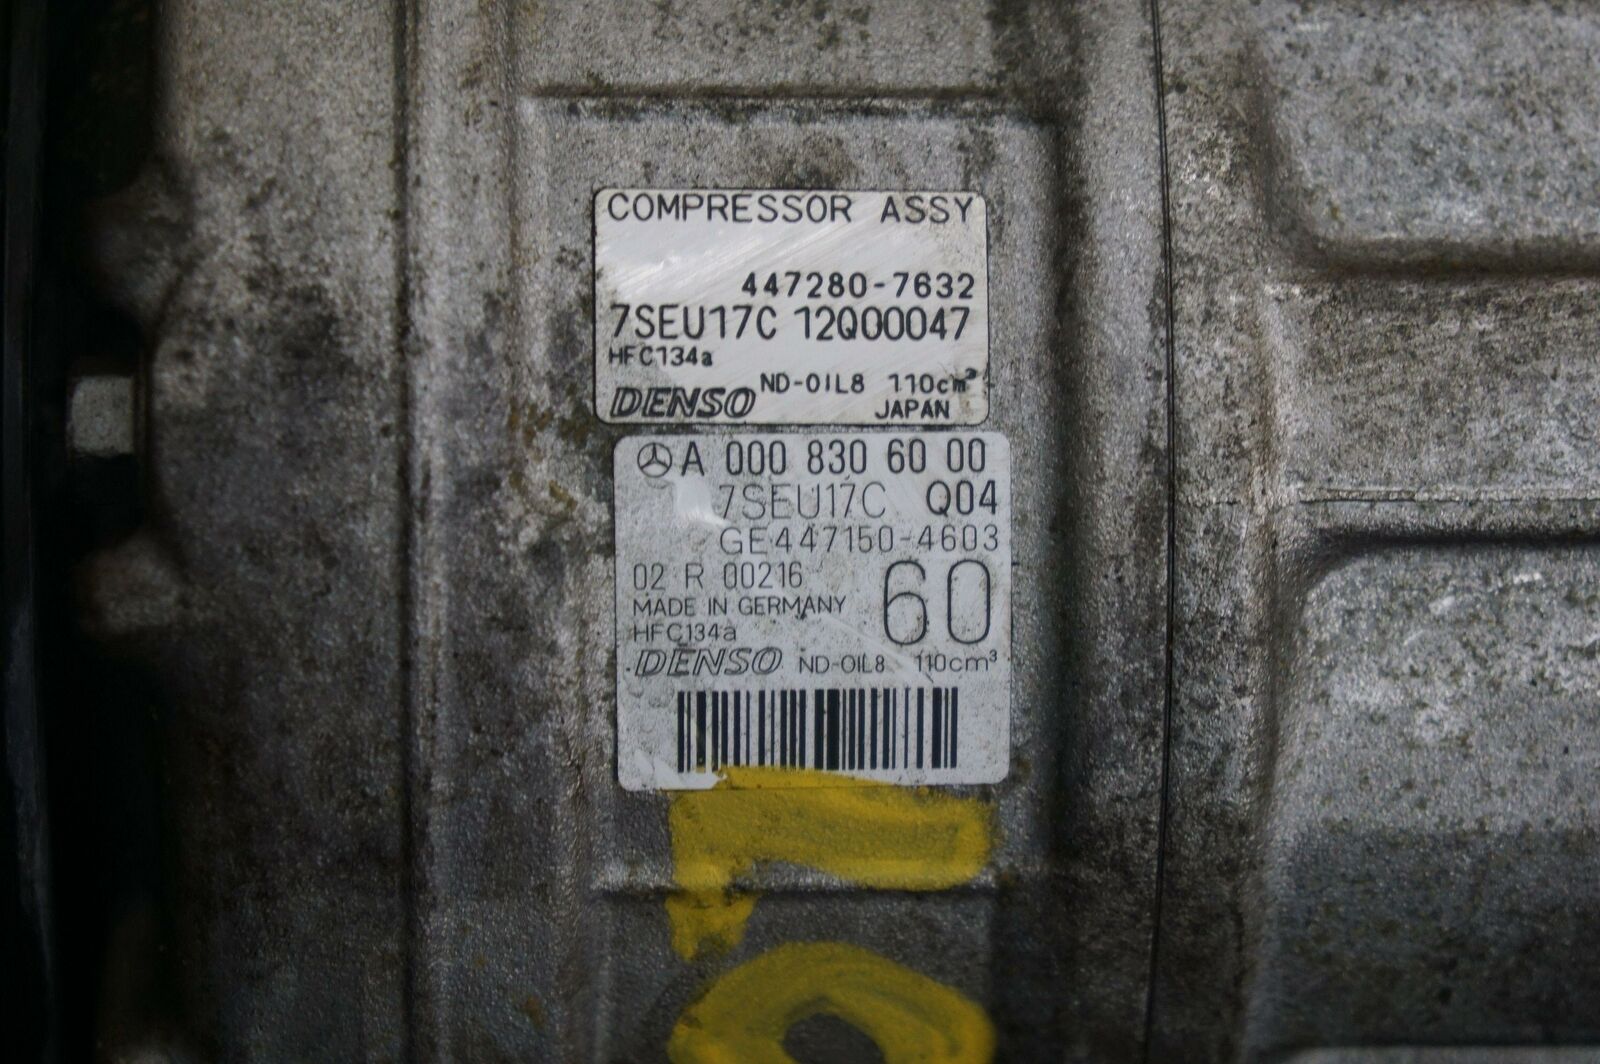 COMPRESSOR ASSY
447280-7632
7SEU17C 12Q00047
HFC134a
ND-OIL8 110cm³
DENSO JAPAN
A 000 830 60 00
7SEU17C Q04
GE447150-4603
02 R 00216 60
MADE IN GERMANY
HFC134a
DENSO ND-OIL8 110cm³